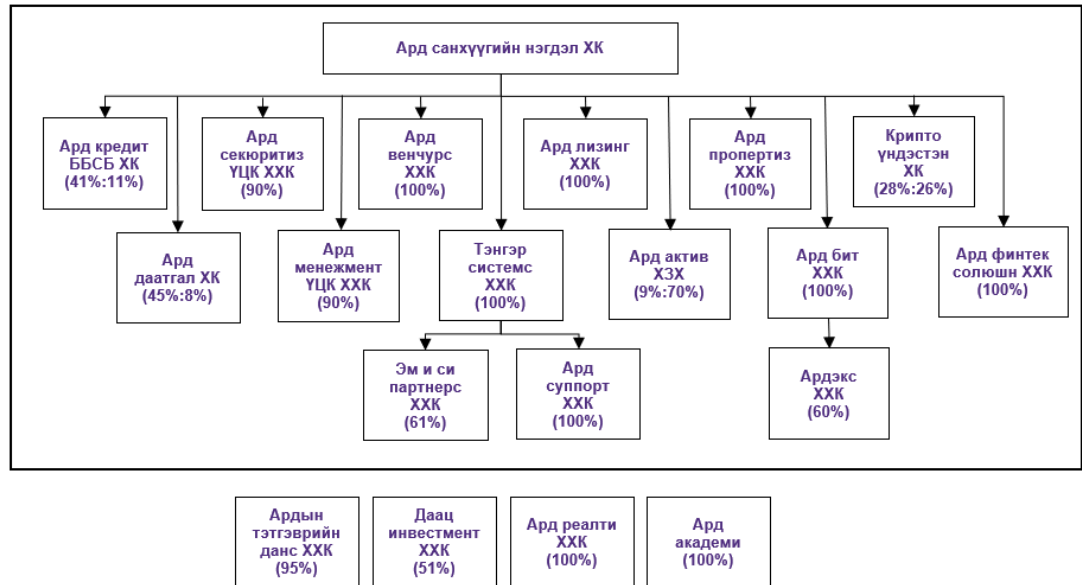 Ард санхүүгийн нэгдэл ХК
Ард кредит
ББСБ ХК
(41%:11%)
Ард
секюритиз
ҮЦК ХХК
(90%)
Ард
венчурс
ХХК
(100%)
Ард лизинг
ХХК
(100%)
Ард
пропертиз
ХХК
(100%)
Крипто
үндэстэн
ХК
(28%:26%)
Ард
даатгал ХК
(45%:8%)
Ард
менежмент
ҮЦК ХХК
(90%)
Тэнгэр
системс
ХХК
(100%)
Ард актив
ХЗХ
(9%:70%)
Ард бит
ХХК
(100%)
Ард финтек
солюшн ХХК
(100%)
Эм и си
партнерс
ХХК
(61%)
Ард
суппорт
ХХК
(100%)
Ардэкс
ХХК
(60%)
Ардын
тэтгэврийн
данс ХХК
(95%)
Даац
инвестмент
ХХК
(51%)
Ард реалти
ХХК
(100%)
Ард
академи
(100%)